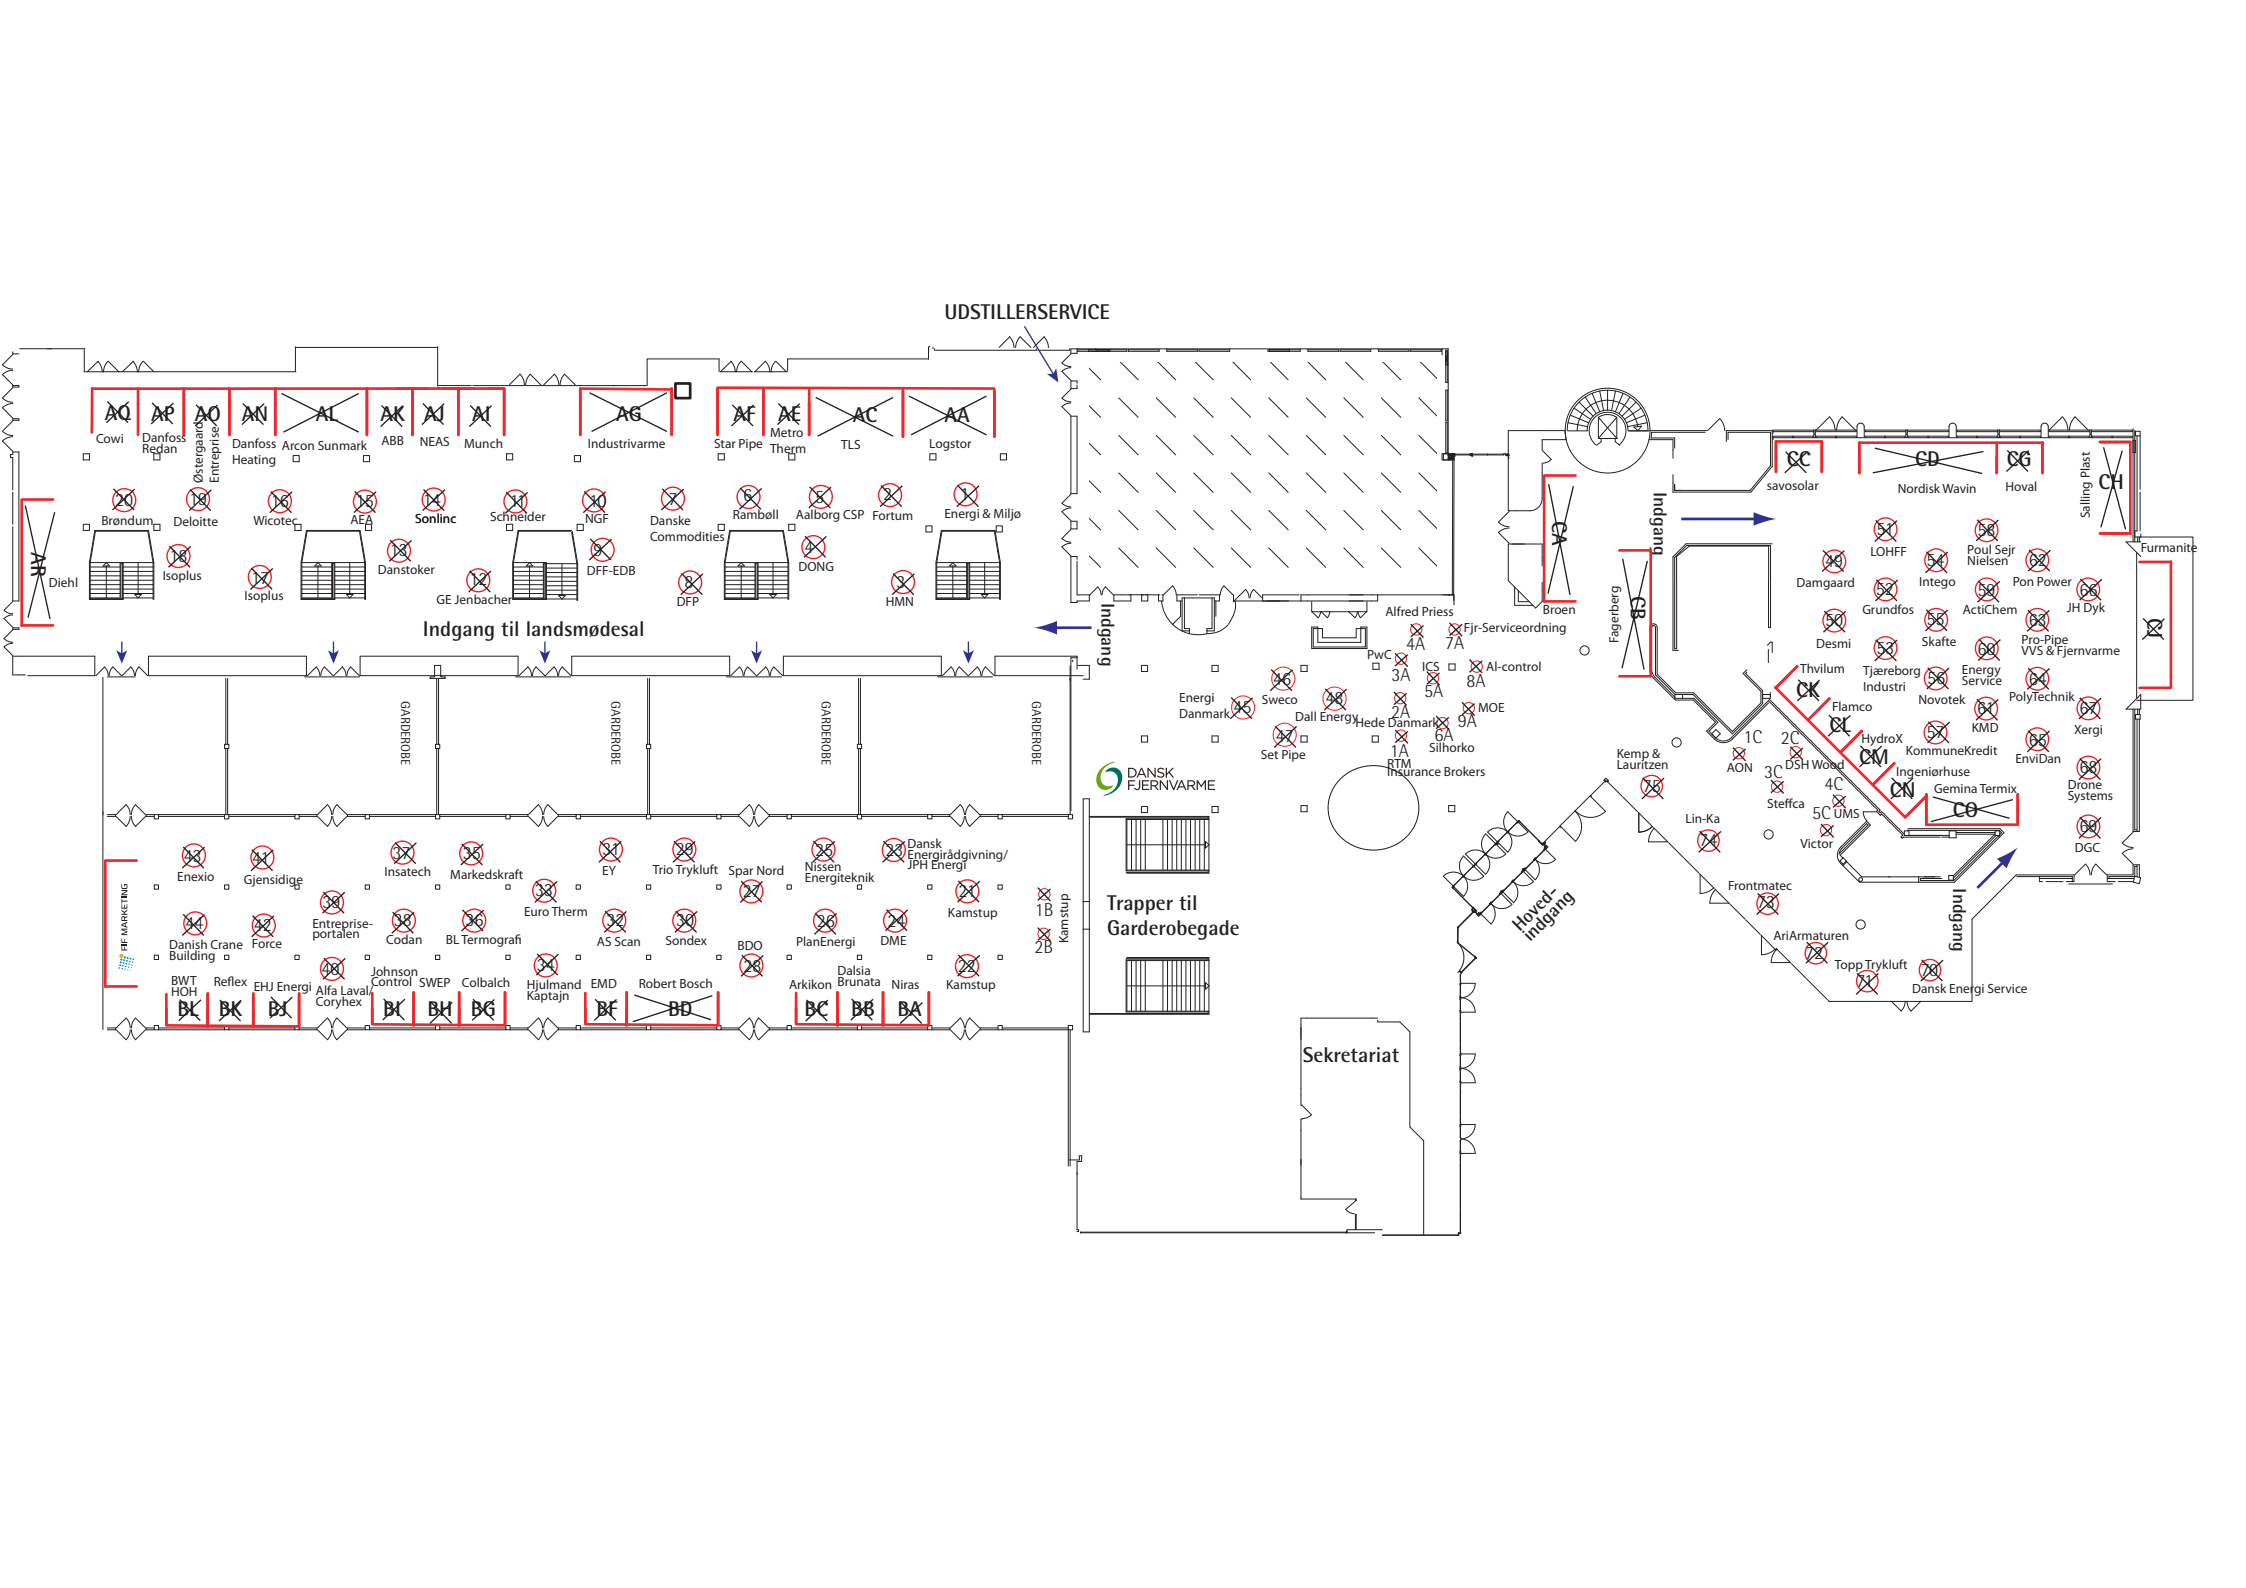 UDSTILLERSERVICE
AQ
Cowi
AP
Danfoss
Redan
AO
Østergaard
Entreprise
AN
Danfoss
Heating
AL
Arcon Sunmark
AK
ABB
AJ
NEAS
AI
Munch
AG
Industrivarme
AF
Star Pipe
AE
Metro
Therm
AC
TLS
AA
Logstor
AR
Diehl
20
Brøndum
19
Deloitte
18
Isoplus
16
Wicotec
17
Isoplus
15
AEA
14
Sonlinc
13
Danstoker
12
GE Jenbacher
11
Schneider
10
NGF
9
DFF-EDB
7
Danske
Commodities
8
DFP
6
Rambøll
5
Aalborg CSP
4
DONG
2
Fortum
3
HMN
1
Energi & Miljø
Indgang til landsmødesal
Indgang
GARDEROBE
GARDEROBE
GARDEROBE
GARDEROBE
43
Enexio
41
Gjensidige
44
Danish Crane
Building
42
Force
39
Entreprise-
portalen
40
Alfa Laval/
Coryhex
37
Insatech
38
Codan
35
Markedskraft
36
BL Termografi
33
Euro Therm
34
Hjulmand
Kaptajn
31
EY
32
AS Scan
29
Trio Trykluft
30
Sondex
Spar Nord
27
BDO
28
25
Nissen
Energiteknik
26
PlanEnergi
23
Dansk
Energirådgivning/
JPH Energi
24
DME
21
Kamstup
22
Kamstup
1B
2B
Kamstup
FIF MARKETING
BWT
HOH
BL
Reflex
BK
EHJ Energi
BJ
Johnson
Control
BI
SWEP
BH
Colbalch
BG
EMD
BF
Robert Bosch
BD
Arkikon
BC
Dalsia
Brunata
BB
Niras
BA
DANSK
FJERNVARME
Trapper til
Garderobegade
Sekretariat
Hoved-
indgang
Energi
Danmark
45
46
Sweco
47
Set Pipe
48
Dall Energy
Alfred Priess
4A
7A
Fjr-Serviceordning
PwC
3A
ICS
5A
8A
Al-control
2A
Hede Danmark
9A
MOE
6A
Silhorko
1A
RTM
Insurance Brokers
CA
Broen
CB
Fagerberg
Indgang
CC
savosolar
CD
Nordisk Wavin
CG
Hoval
CH
Salling Plast
Furmanite
CJ
51
LOHFF
58
Poul Sejr
Nielsen
49
Damgaard
54
Intego
62
Pon Power
52
Grundfos
59
ActiChem
66
JH Dyk
50
Desmi
55
Skafte
63
Pro-Pipe
VVS & Fjernvarme
53
Tjæreborg
Industri
60
Energy
Service
56
Novotek
64
PolyTechnik
61
KMD
67
Xergi
57
KommuneKredit
65
EnviDan
68
Drone
Systems
69
DGC
1
Thvilum
CK
Flamco
CL
HydroX
CM
Ingeniørhuse
CN
Gemina Termix
CO
1C
AON
2C
DSH Wood
3C
Steffca
4C
UMS
5C
Victor
Kemp &
Lauritzen
75
Lin-Ka
74
Frontmatec
73
AriArmaturen
72
Topp Trykluft
71
70
Dansk Energi Service
Indgang